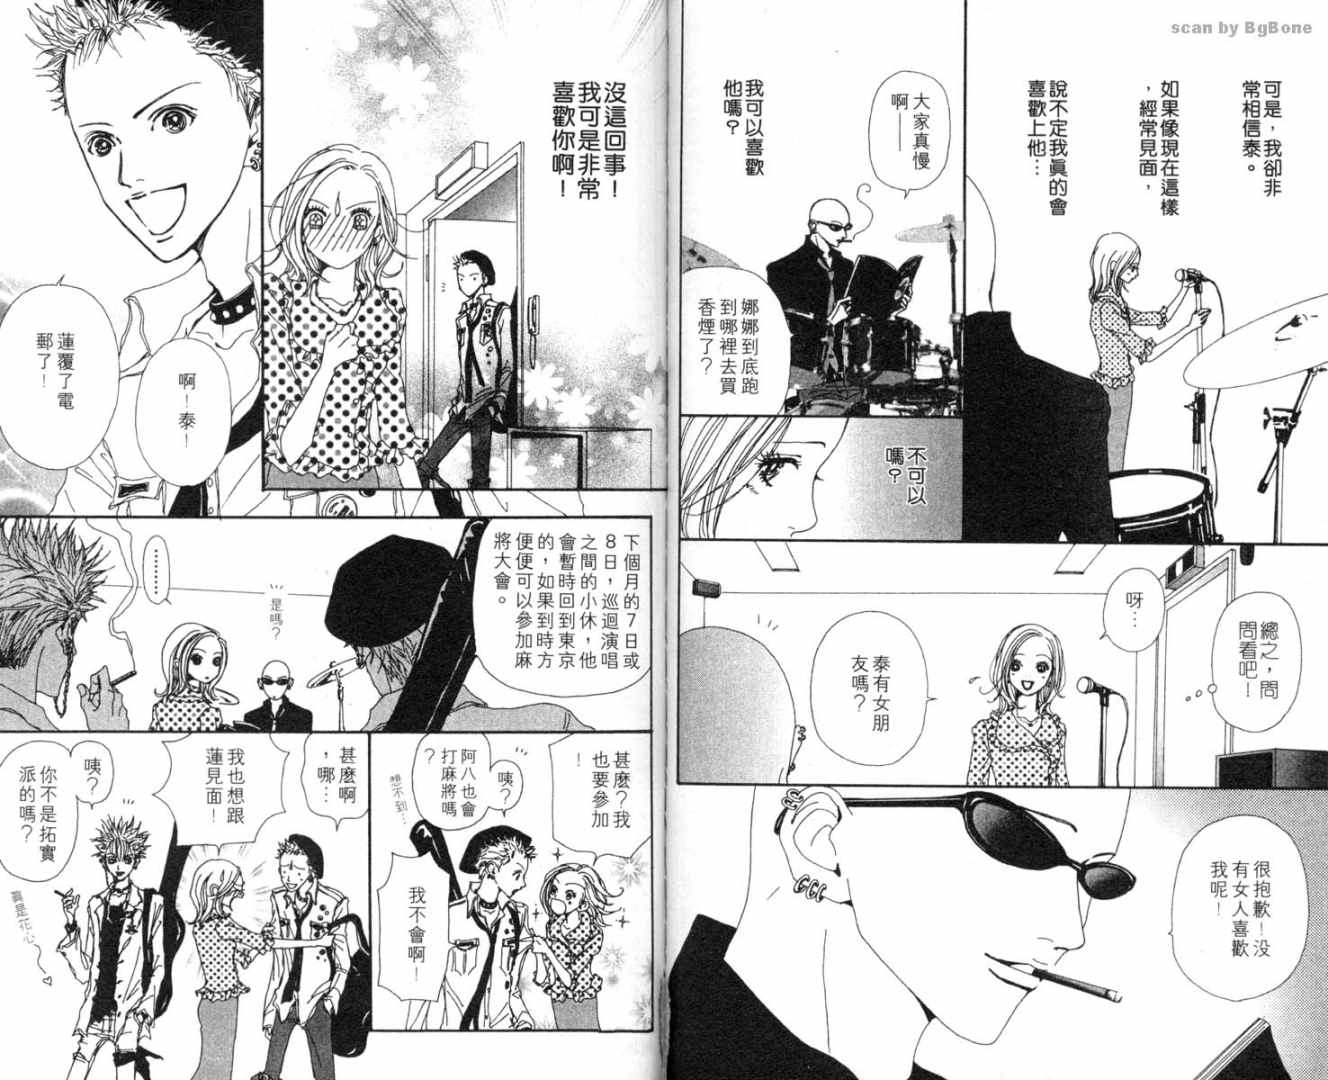 scan by BgBone
可是，我卻非
常相信泰。
如果像現在這樣
，經常見面，
說不定我真的會
喜歡上他…
大家真慢
啊——
我可以喜歡
他嗎？
娜娜到底跑
到哪裡去買
香煙了？
不可以
嗎？
總之，問
問看吧！
呀…
泰有女朋
友嗎？
很抱歉！没
有女人喜歡
我呢！
沒這回事！
我可是非常
喜歡你啊！
啊！泰！
蓮覆了電
郵了！
下個月的7日或
8日，巡迴演唱
之間的小休，他
會暫時回到東京
的，如果到時方
便便可以參加麻
將大會。
是嗎？
………
甚麼？我
也要參加
！
咦？
阿八也會
打麻將嗎
？
想不到…
我不會啊！
甚麼啊
，哪…
我也想跟
蓮見面！
咦？
你不是拓實
派的嗎？
真是花心